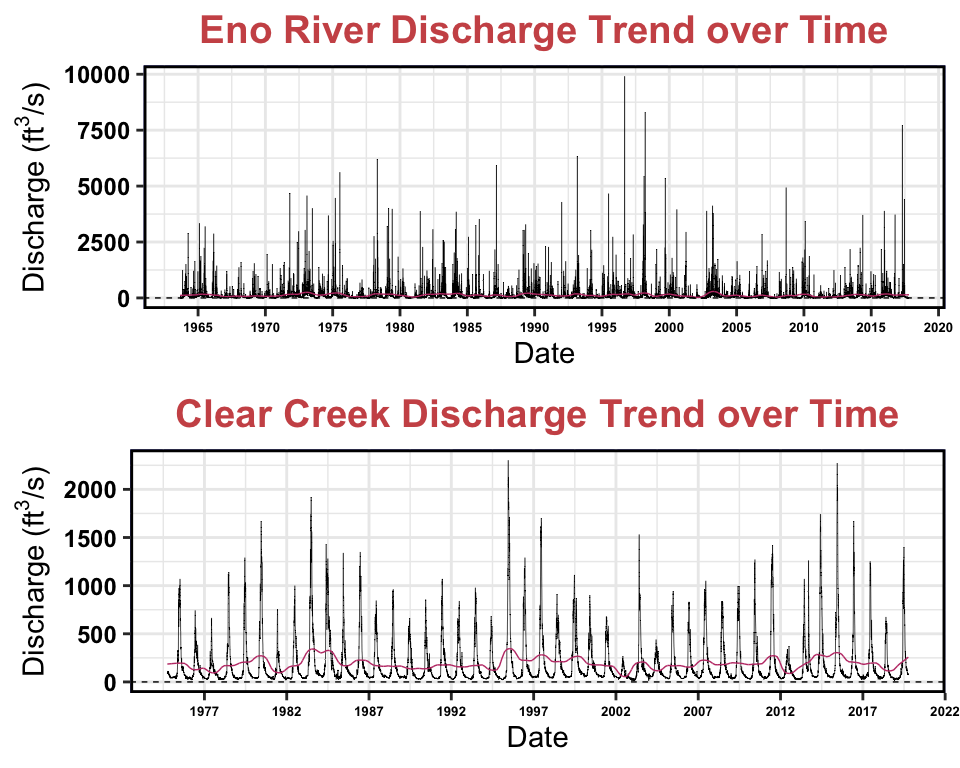 Eno River Discharge Trend over Time
Discharge (ft³/s)
10000
7500
5000
2500
0
1965 1970 1975 1980 1985 1990 1995 2000 2005 2010 2015 2020
Date
Clear Creek Discharge Trend over Time
Discharge (ft³/s)
2000
1500
1000
500
0
1977 1982 1987 1992 1997 2002 2007 2012 2017 2022
Date